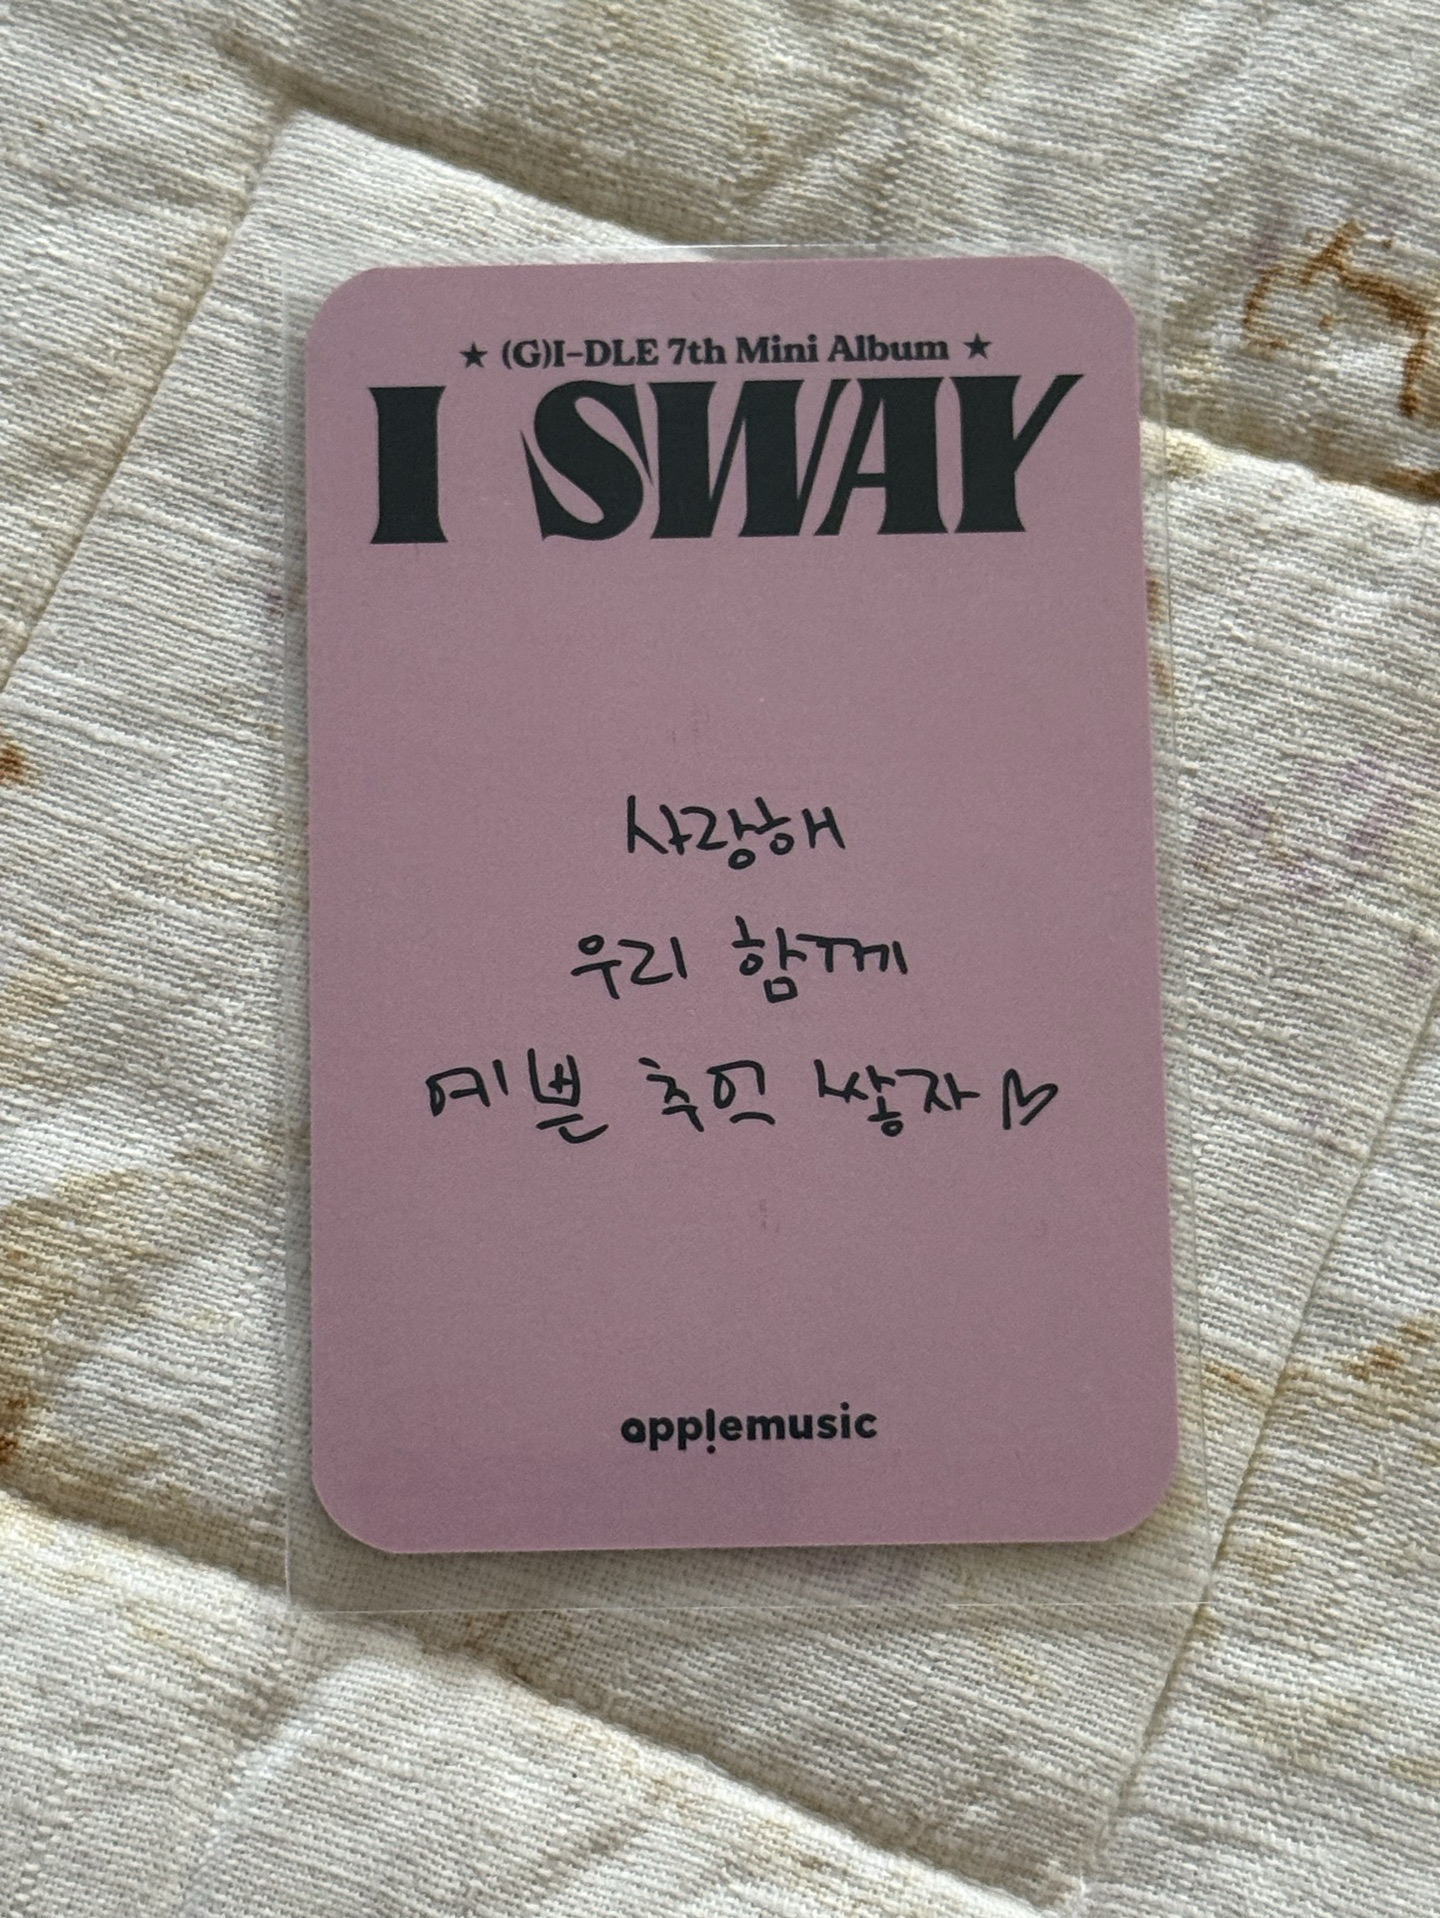 ★ (G)I-DLE 7th Mini Album ★
I SWAY
사랑해
우리 함께
예쁜 추억 쌓자♡
applemusic